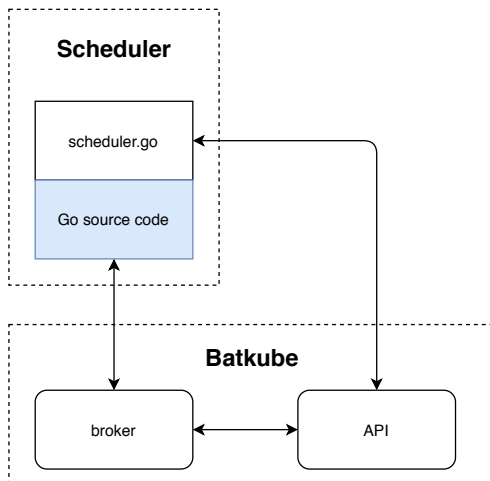 Scheduler
scheduler.go
Go source code
Batkube
broker
API